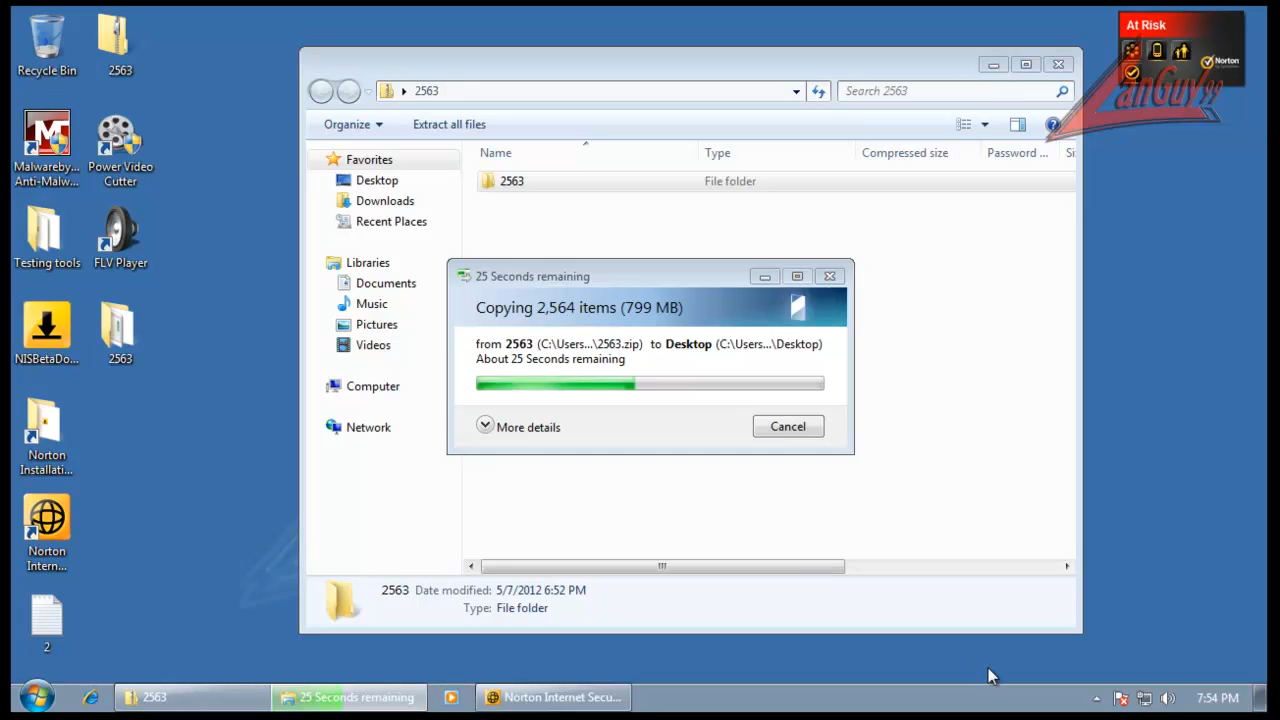 Recycle Bin
2563
Malwareby...
Anti-Malw...
Power Video
Cutter
Testing tools
FLV Player
NISBetaDo...
2563
Norton
Installati...
Norton
Intern...
2
At Risk
Norton
by Symantec
anGuy99
2563
Search 2563
Organize
Extract all files
Favorites
Desktop
Downloads
Recent Places
Libraries
Documents
Music
Pictures
Videos
Computer
Network
Name
Type
Compressed size
Password ...
Si
2563
File folder
25 Seconds remaining
Copying 2,564 items (799 MB)
from 2563 (C:\Users...\2563.zip) to Desktop (C:\Users...\Desktop)
About 25 Seconds remaining
More details
Cancel
2563 Date modified: 5/7/2012 6:52 PM
Type: File folder
2563
25 Seconds remaining
Norton Internet Secu...
7:54 PM